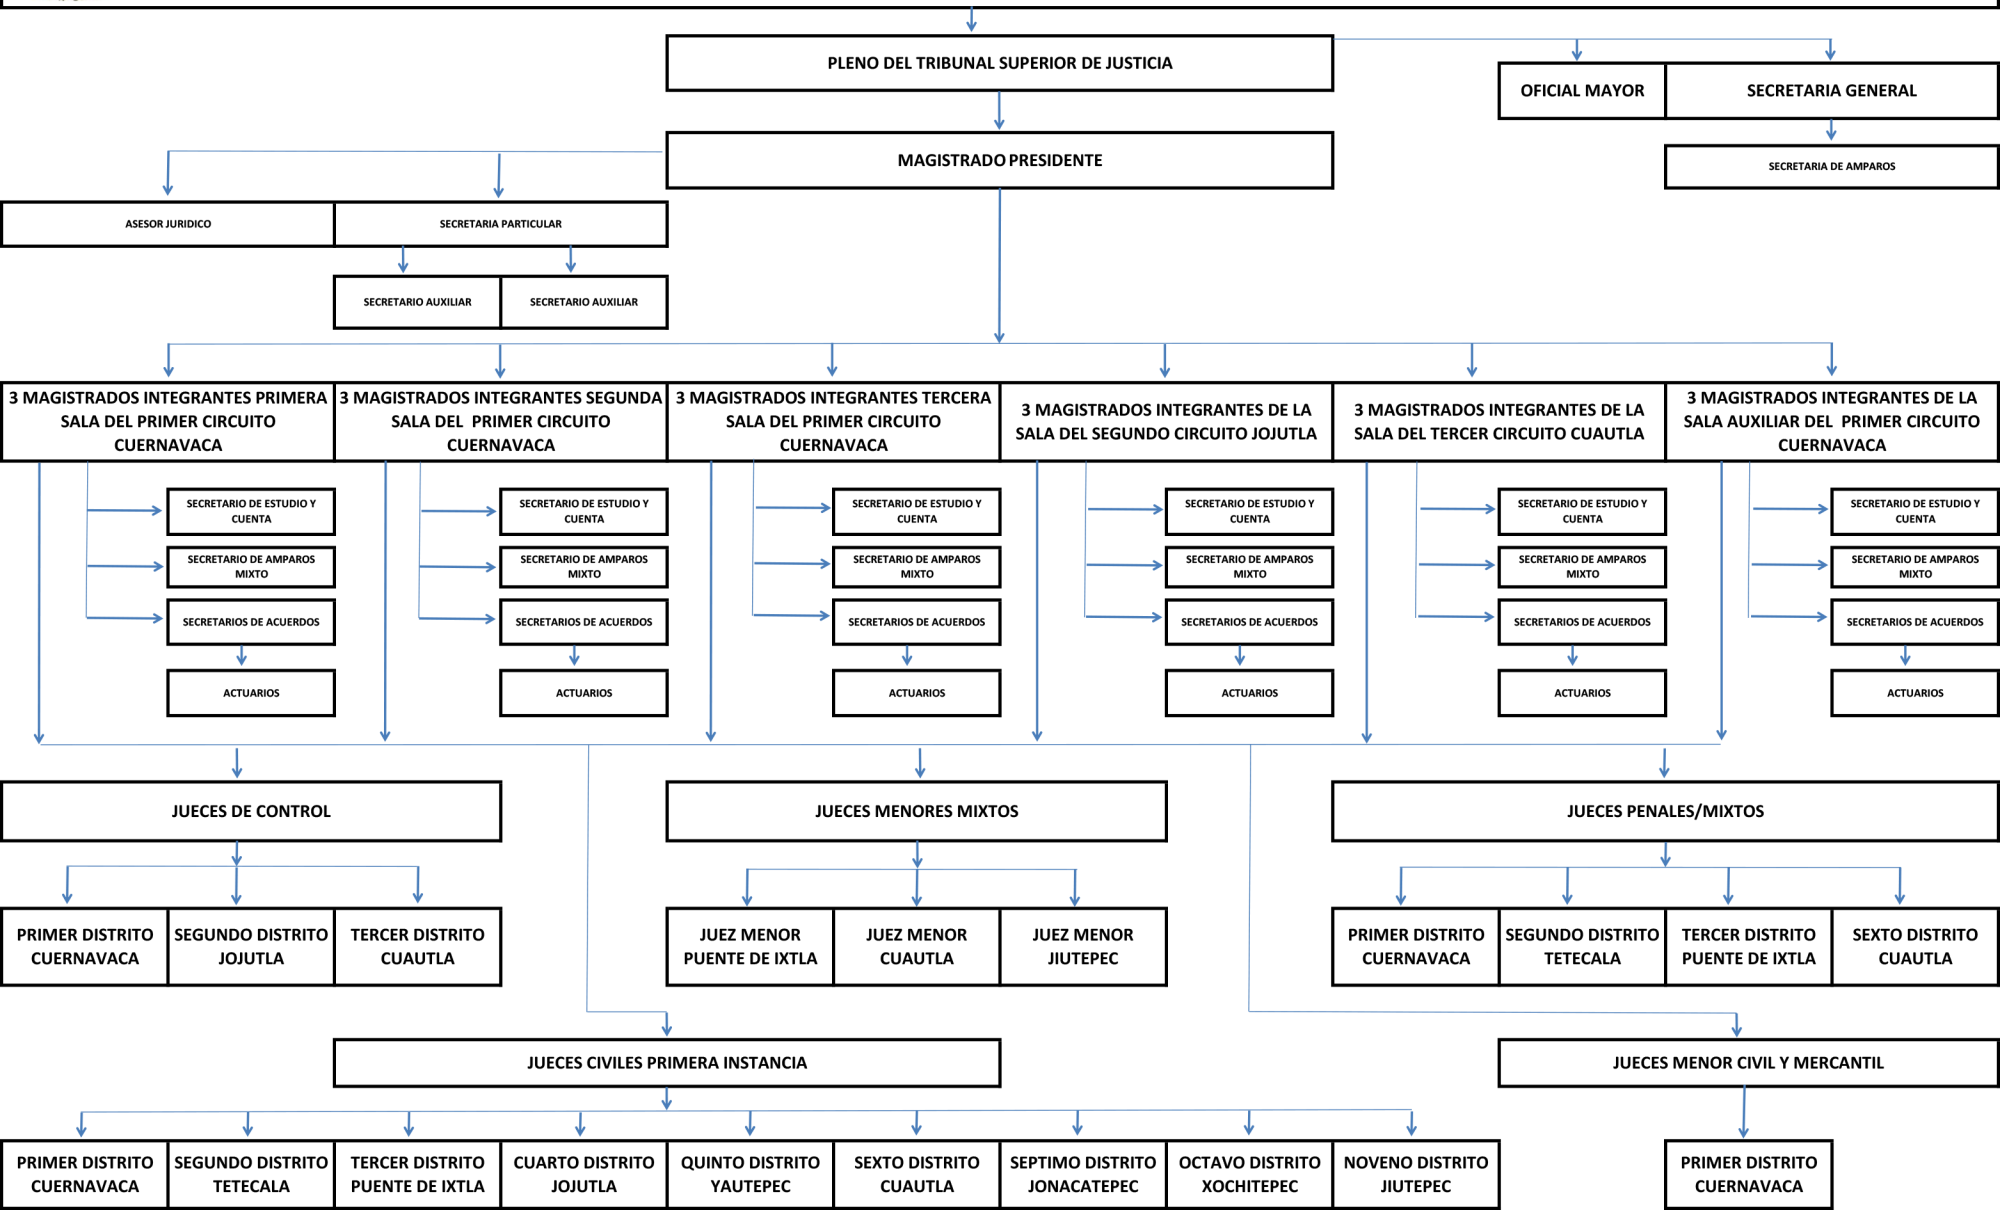 PLENO DEL TRIBUNAL SUPERIOR DE JUSTICIA
OFICIAL MAYOR
SECRETARIA GENERAL
MAGISTRADO PRESIDENTE
SECRETARIA DE AMPAROS
ASESOR JURIDICO
SECRETARIA PARTICULAR
SECRETARIO AUXILIAR
SECRETARIO AUXILIAR
3 MAGISTRADOS INTEGRANTES PRIMERA
SALA DEL PRIMER CIRCUITO
CUERNAVACA
3 MAGISTRADOS INTEGRANTES SEGUNDA
SALA DEL PRIMER CIRCUITO
CUERNAVACA
3 MAGISTRADOS INTEGRANTES TERCERA
SALA DEL PRIMER CIRCUITO
CUERNAVACA
3 MAGISTRADOS INTEGRANTES DE LA
SALA DEL SEGUNDO CIRCUITO JOJUTLA
3 MAGISTRADOS INTEGRANTES DE LA
SALA DEL TERCER CIRCUITO CUAUTLA
3 MAGISTRADOS INTEGRANTES DE LA
SALA AUXILIAR DEL PRIMER CIRCUITO
CUERNAVACA
SECRETARIO DE ESTUDIO Y
CUENTA
SECRETARIO DE AMPAROS
MIXTO
SECRETARIOS DE ACUERDOS
ACTUARIOS
SECRETARIO DE ESTUDIO Y
CUENTA
SECRETARIO DE AMPAROS
MIXTO
SECRETARIOS DE ACUERDOS
ACTUARIOS
SECRETARIO DE ESTUDIO Y
CUENTA
SECRETARIO DE AMPAROS
MIXTO
SECRETARIOS DE ACUERDOS
ACTUARIOS
SECRETARIO DE ESTUDIO Y
CUENTA
SECRETARIO DE AMPAROS
MIXTO
SECRETARIOS DE ACUERDOS
ACTUARIOS
SECRETARIO DE ESTUDIO Y
CUENTA
SECRETARIO DE AMPAROS
MIXTO
SECRETARIOS DE ACUERDOS
ACTUARIOS
SECRETARIO DE ESTUDIO Y
CUENTA
SECRETARIO DE AMPAROS
MIXTO
SECRETARIOS DE ACUERDOS
ACTUARIOS
JUECES DE CONTROL
JUECES MENORES MIXTOS
JUECES PENALES/MIXTOS
PRIMER DISTRITO
CUERNAVACA
SEGUNDO DISTRITO
JOJUTLA
TERCER DISTRITO
CUAUTLA
JUEZ MENOR
PUENTE DE IXTLA
JUEZ MENOR
CUAUTLA
JUEZ MENOR
JIUTEPEC
PRIMER DISTRITO
CUERNAVACA
SEGUNDO DISTRITO
TETECALA
TERCER DISTRITO
PUENTE DE IXTLA
SEXTO DISTRITO
CUAUTLA
JUECES CIVILES PRIMERA INSTANCIA
JUECES MENOR CIVIL Y MERCANTIL
PRIMER DISTRITO
CUERNAVACA
SEGUNDO DISTRITO
TETECALA
TERCER DISTRITO
PUENTE DE IXTLA
CUARTO DISTRITO
JOJUTLA
QUINTO DISTRITO
YAUTEPEC
SEXTO DISTRITO
CUAUTLA
SEPTIMO DISTRITO
JONACATEPEC
OCTAVO DISTRITO
XOCHITEPEC
NOVENO DISTRITO
JIUTEPEC
PRIMER DISTRITO
CUERNAVACA